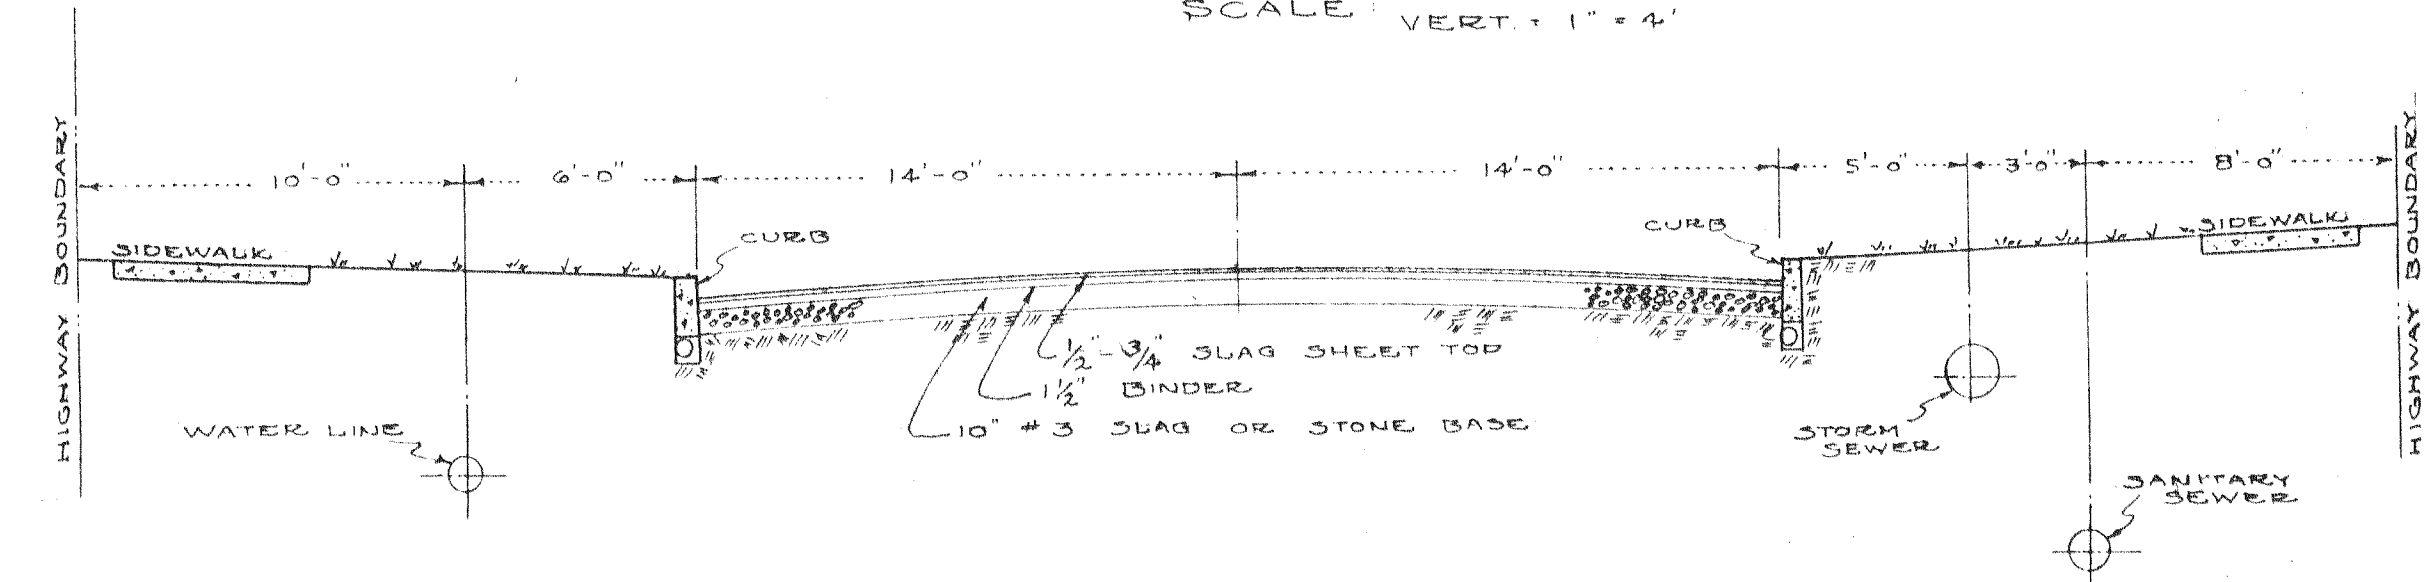 SCALE:
VERT. = 1" = 4'
HIGHWAY BOUNDARY
10'-0"
6'-0"
14'-0"
14'-0"
5'-0"
3'-0"
8'-0"
HIGHWAY BOUNDARY
SIDEWALK
CURB
CURB
SIDEWALK
1/2"-3/4" SLAG SHEET TOP
1 1/2" BINDER
10" #3 SLAG OR STONE BASE
WATER LINE
STORM
SEWER
SANITARY
SEWER